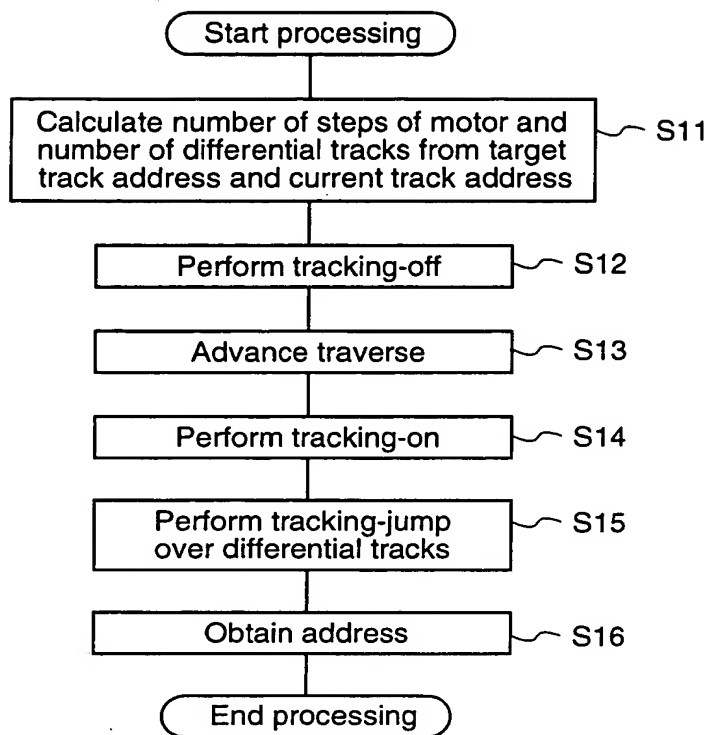 Start processing
Calculate number of steps of motor and
number of differential tracks from target
track address and current track address
S11
Perform tracking-off
S12
Advance traverse
S13
Perform tracking-on
S14
Perform tracking-jump
over differential tracks
S15
Obtain address
S16
End processing